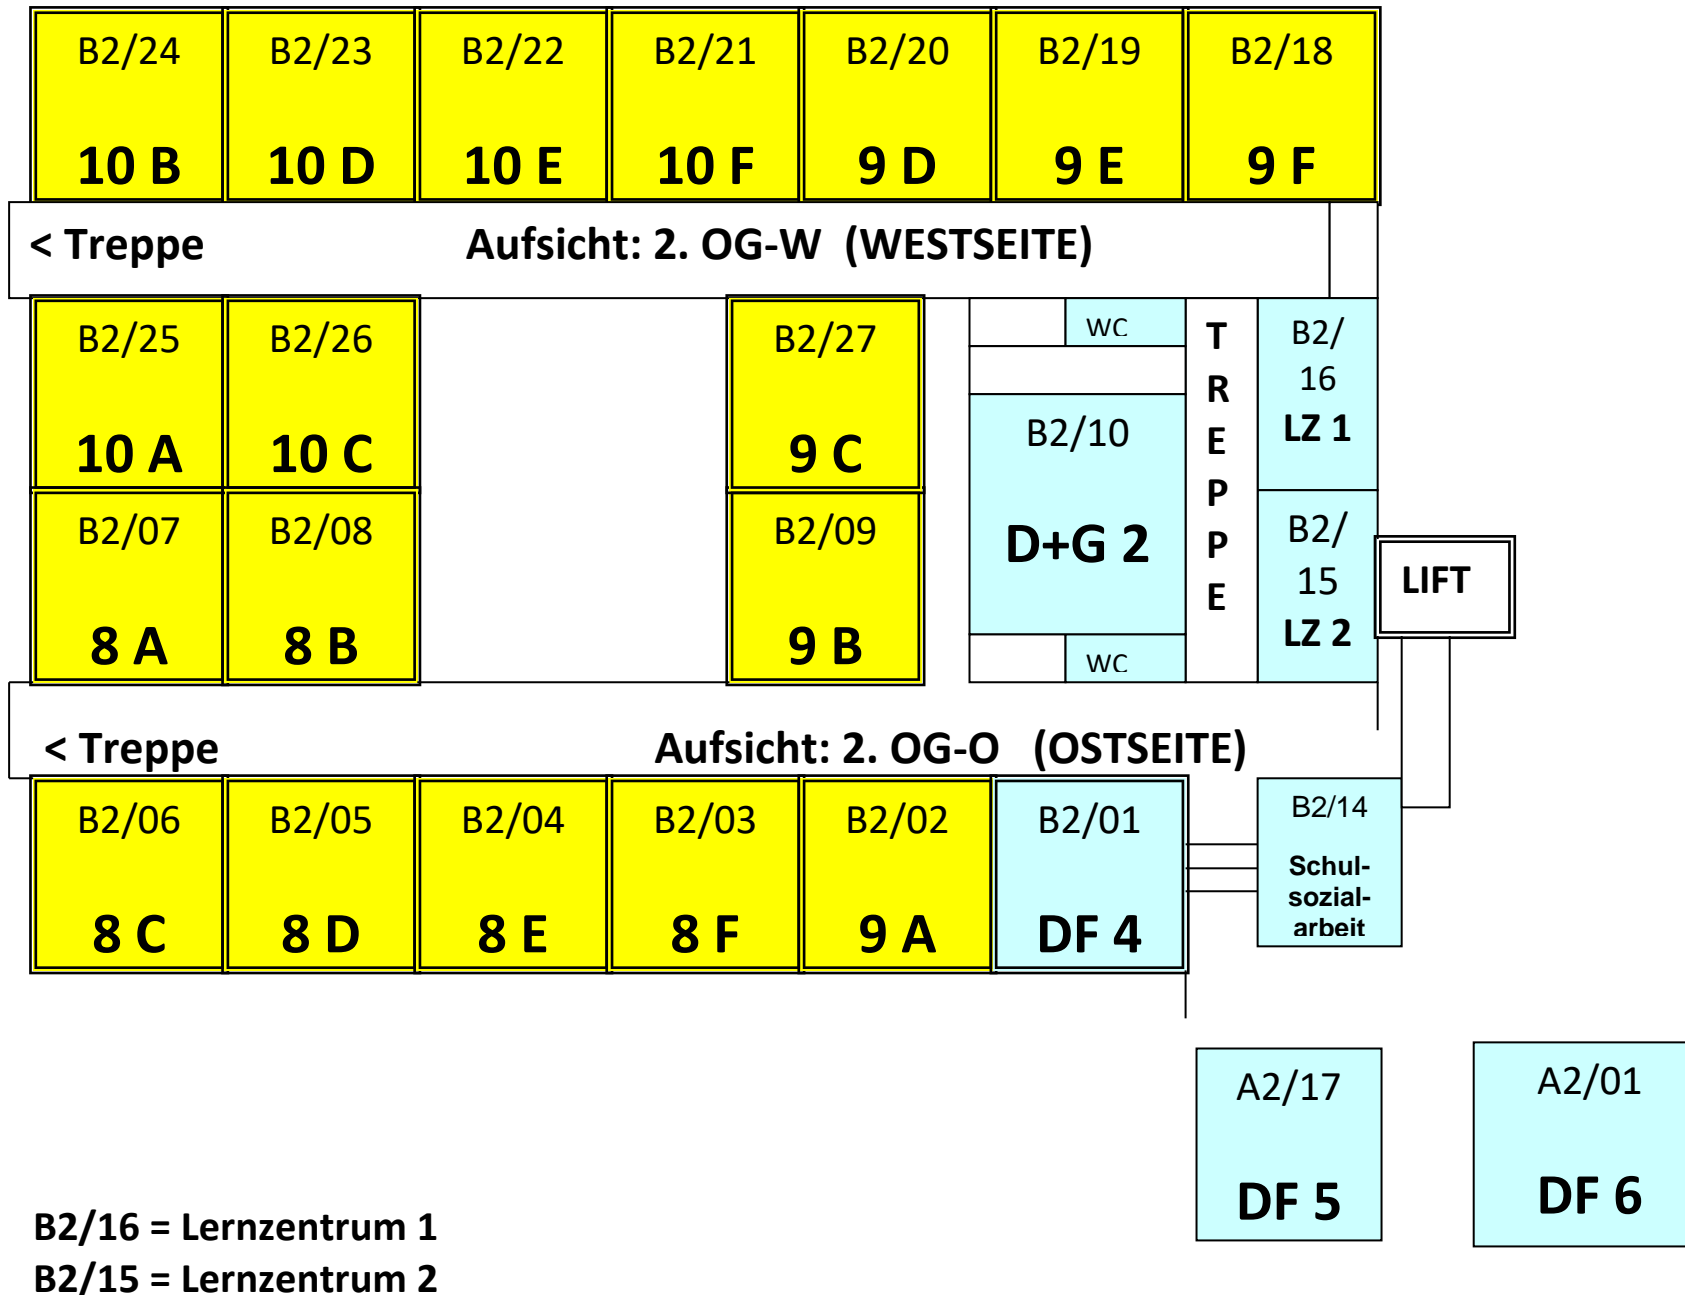 B2/24 B2/23 B2/22 B2/21 B2/20 B2/19 B2/18
10 B 10 D 10 E 10 F 9 D 9 E 9 F
< Treppe Aufsicht: 2. OG-W (WESTSEITE)
B2/25 B2/26 B2/27
10 A 10 C 9 C
WC
B2/10
D+G 2
WC
T
R
E
P
P
E
B2/
16
LZ 1
B2/
15
LZ 2
LIFT
B2/07 B2/08 B2/09
8 A 8 B 9 B
< Treppe Aufsicht: 2. OG-O (OSTSEITE)
B2/06 B2/05 B2/04 B2/03 B2/02 B2/01
8 C 8 D 8 E 8 F 9 A DF 4
B2/14
Schul-
sozial-
arbeit
A2/17 A2/01
DF 5 DF 6
B2/16 = Lernzentrum 1
B2/15 = Lernzentrum 2